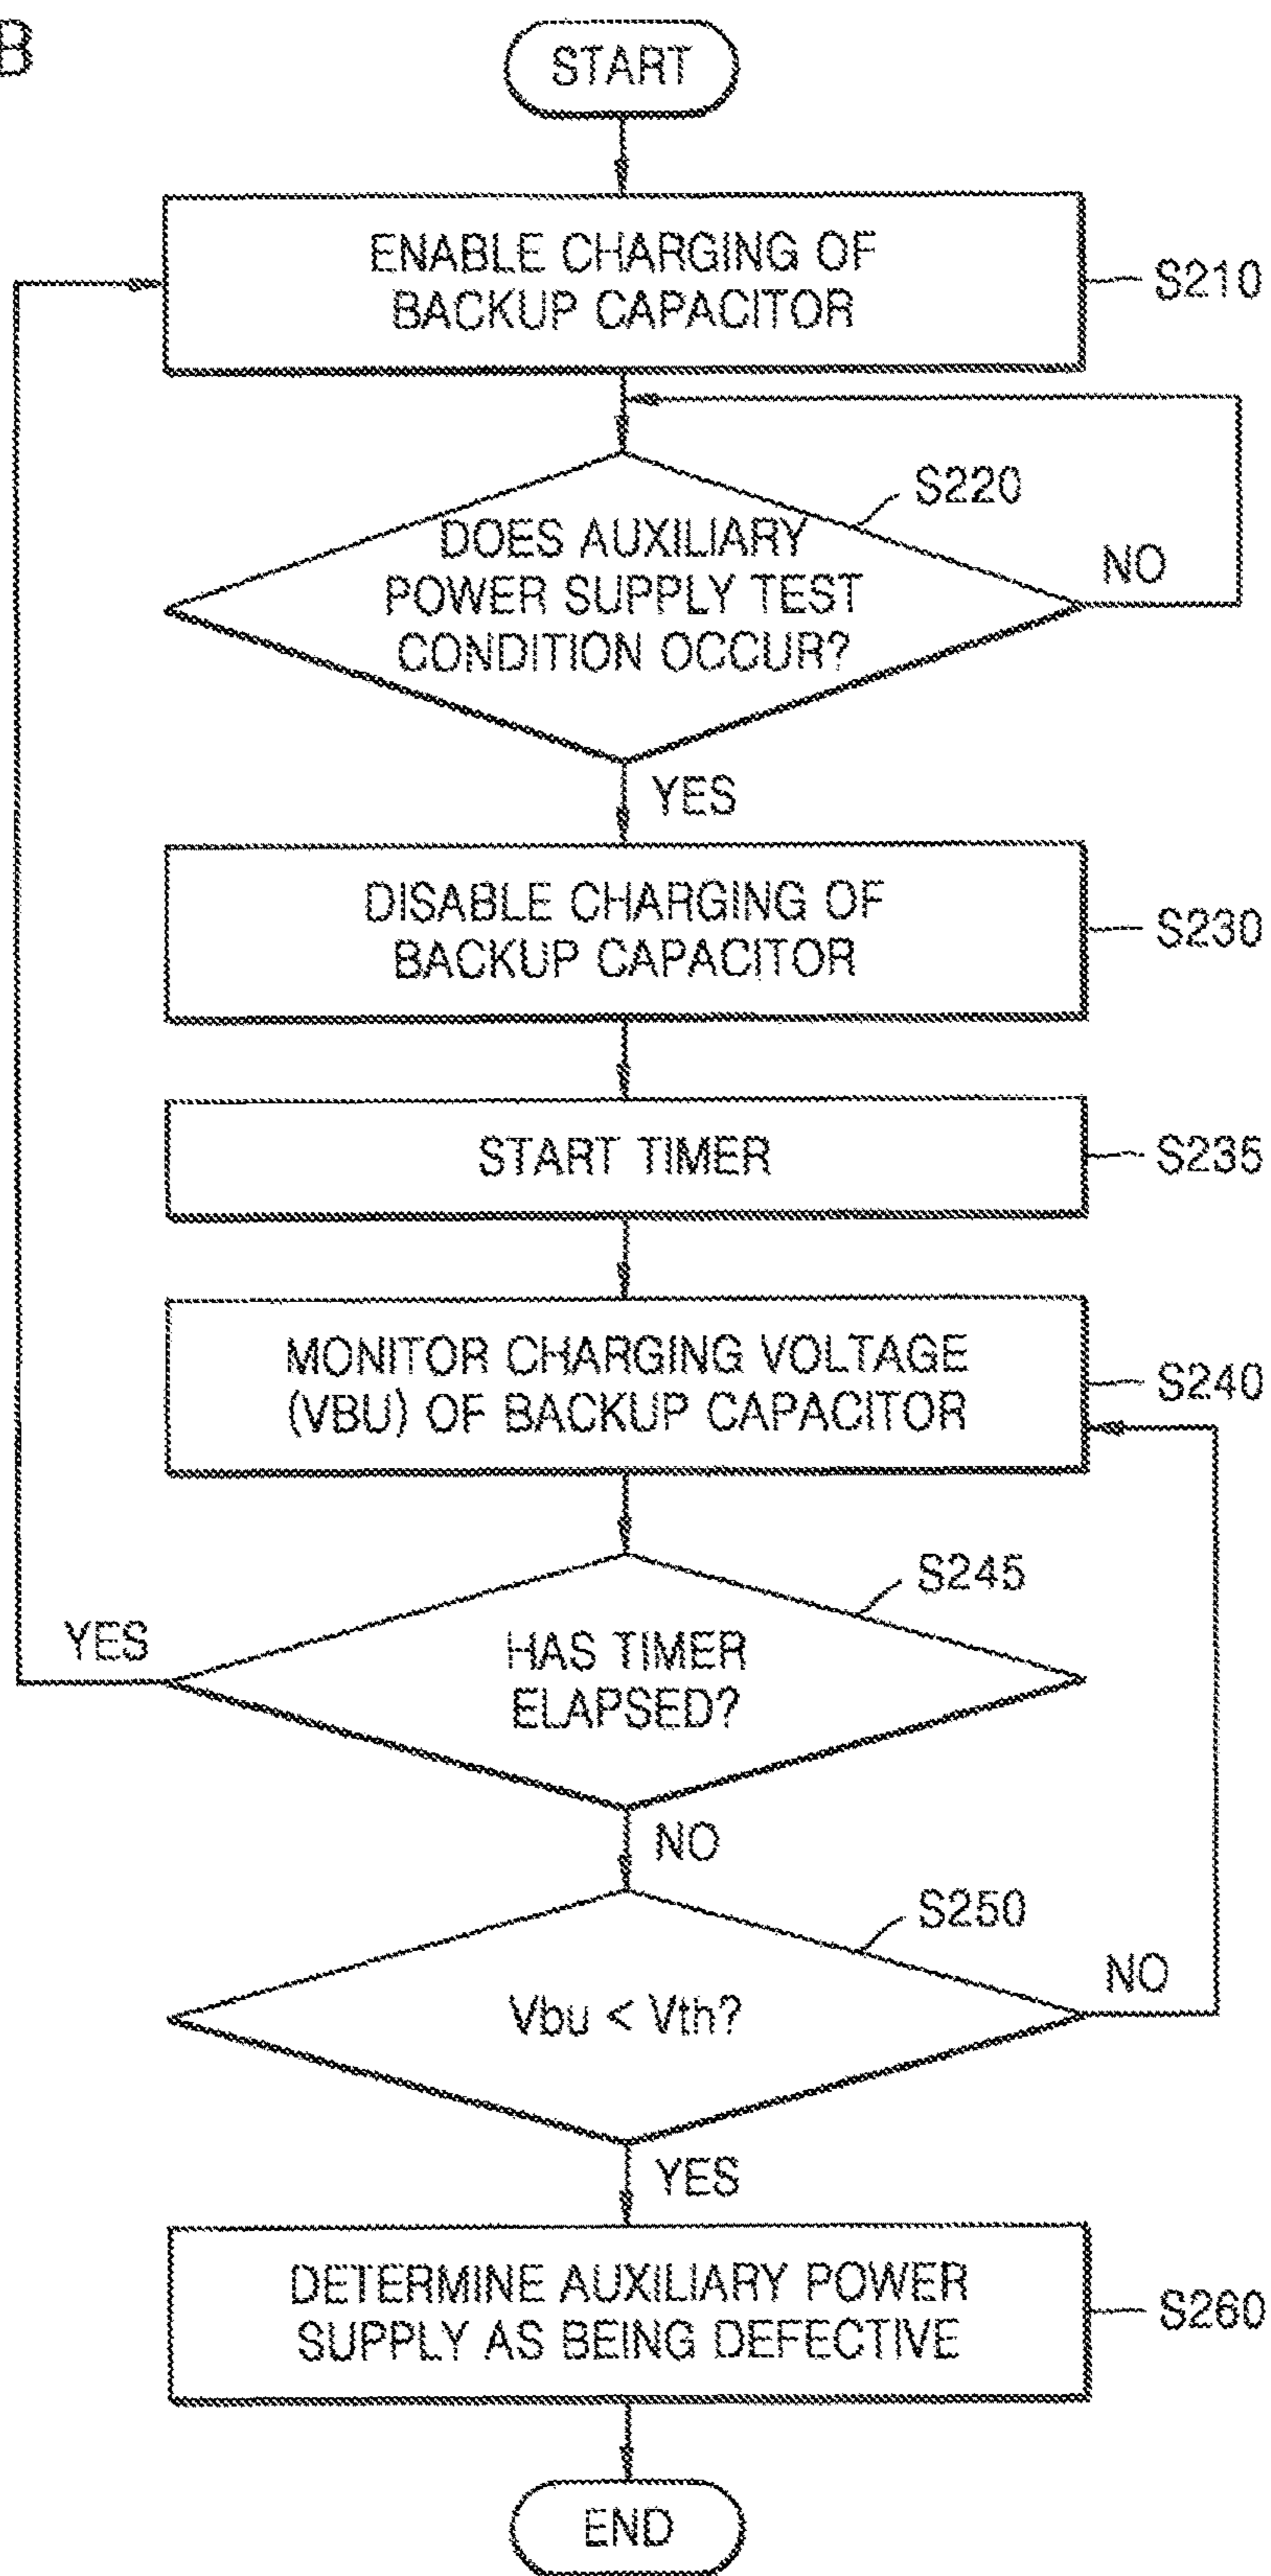 B
START
ENABLE CHARGING OF
BACKUP CAPACITOR
S210
S220
DOES AUXILIARY
POWER SUPPLY TEST
CONDITION OCCUR?
NO
YES
DISABLE CHARGING OF
BACKUP CAPACITOR
S230
START TIMER
S235
MONITOR CHARGING VOLTAGE
(VBU) OF BACKUP CAPACITOR
S240
S245
HAS TIMER
ELAPSED?
YES
NO
S250
Vbu < Vth?
NO
YES
DETERMINE AUXILIARY POWER
SUPPLY AS BEING DEFECTIVE
S260
END